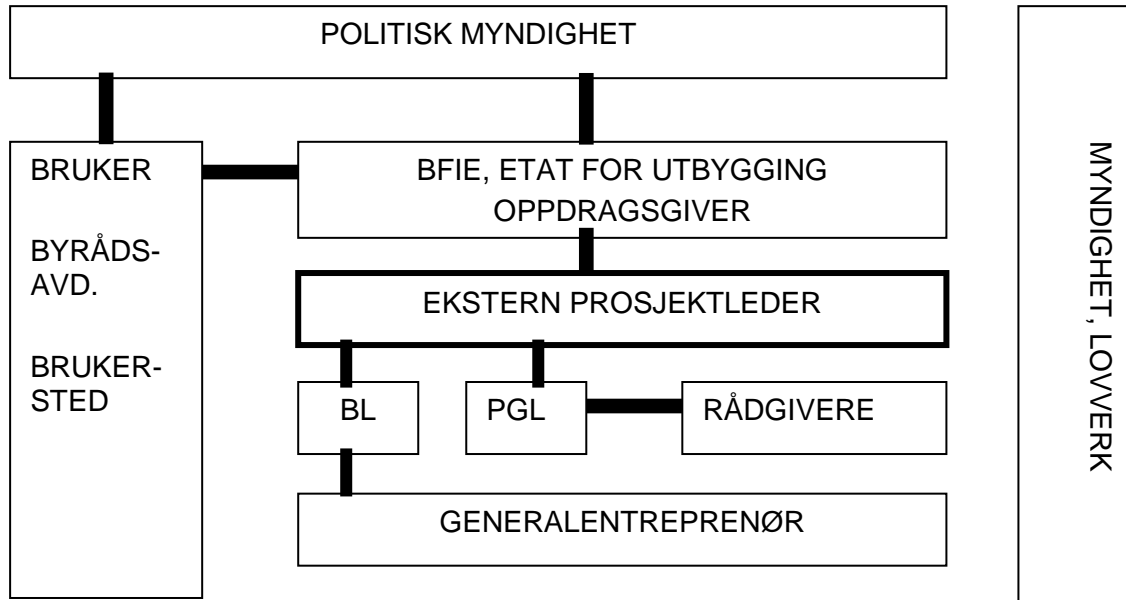 POLITISK MYNDIGHET
BRUKER
BYRÅDS-
AVD.
BRUKER-
STED
BFIE, ETAT FOR UTBYGGING
OPPDRAGSGIVER
EKSTERN PROSJEKTLEDER
BL
PGL
RÅDGIVERE
GENERALENTREPRENØR
MYNDIGHET, LOVVERK